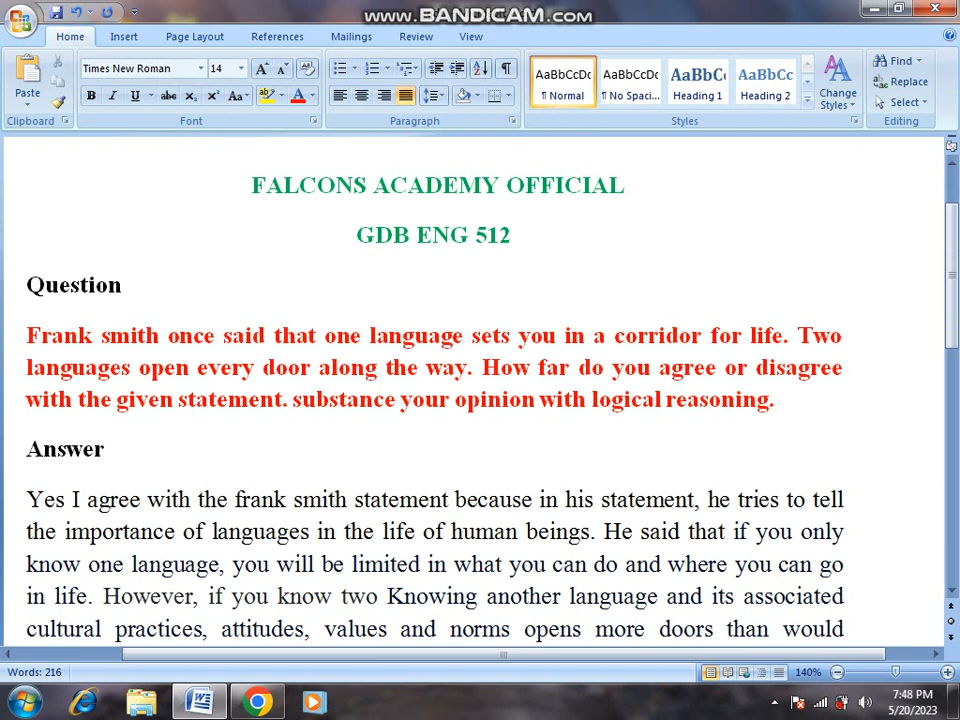 www.BANDICAM.com
Home Insert Page Layout References Mailings Review View
Times New Roman 14
Paste
Clipboard Font Paragraph Styles Editing
AaBbCcDc AaBbCcDc AaBbC AaBbCc
¶ Normal ¶ No Spaci... Heading 1 Heading 2
Change Styles
Find
Replace
Select
FALCONS ACADEMY OFFICIAL
GDB ENG 512
Question
Frank smith once said that one language sets you in a corridor for life. Two
languages open every door along the way. How far do you agree or disagree
with the given statement. substance your opinion with logical reasoning.
Answer
Yes I agree with the frank smith statement because in his statement, he tries to tell
the importance of languages in the life of human beings. He said that if you only
know one language, you will be limited in what you can do and where you can go
in life. However, if you know two Knowing another language and its associated
cultural practices, attitudes, values and norms opens more doors than would
Words: 216
140%
7:48 PM
5/20/2023